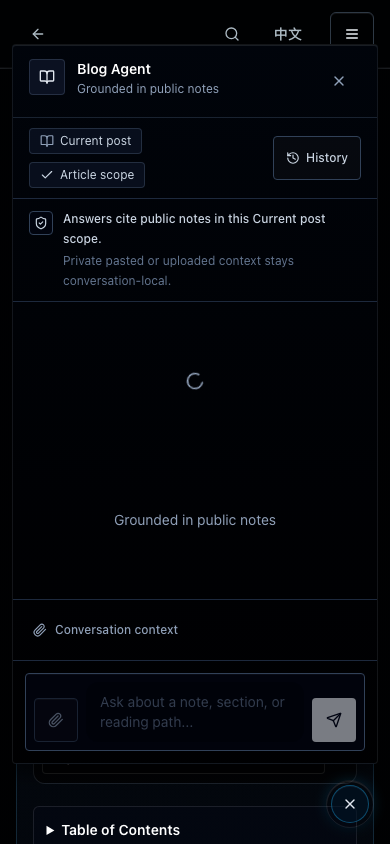 中文
Blog Agent
Grounded in public notes
Current post
Article scope
History
Answers cite public notes in this Current post
scope.
Private pasted or uploaded context stays
conversation-local.
Grounded in public notes
Conversation context
Ask about a note, section, or
reading path...
Table of Contents